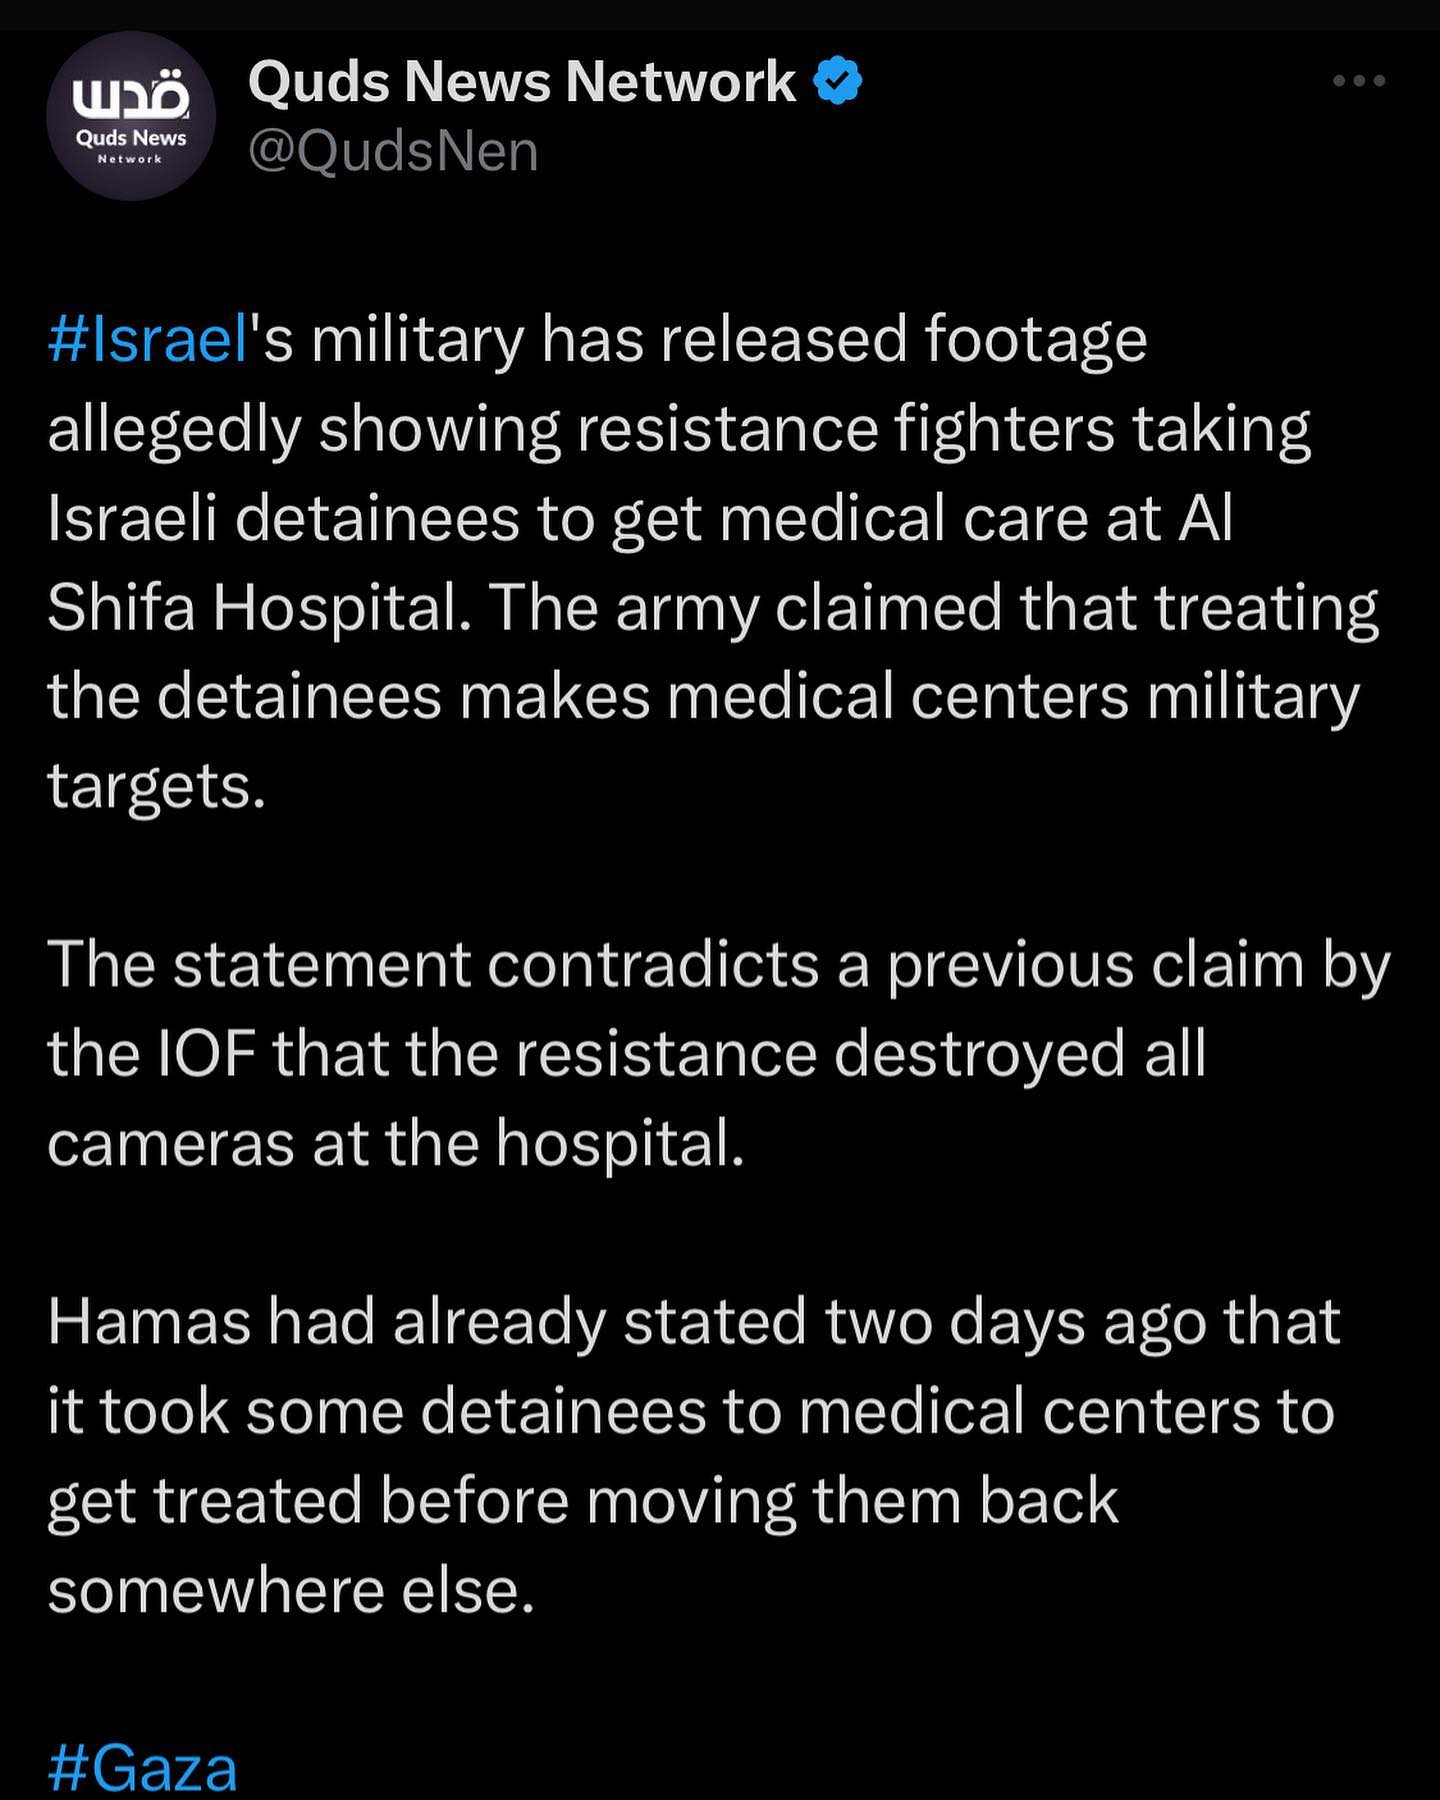 قدس
Quds News
Network
Quds News Network
@QudsNen
#Israel's military has released footage
allegedly showing resistance fighters taking
Israeli detainees to get medical care at Al
Shifa Hospital. The army claimed that treating
the detainees makes medical centers military
targets.
The statement contradicts a previous claim by
the IOF that the resistance destroyed all
cameras at the hospital.
Hamas had already stated two days ago that
it took some detainees to medical centers to
get treated before moving them back
somewhere else.
#Gaza